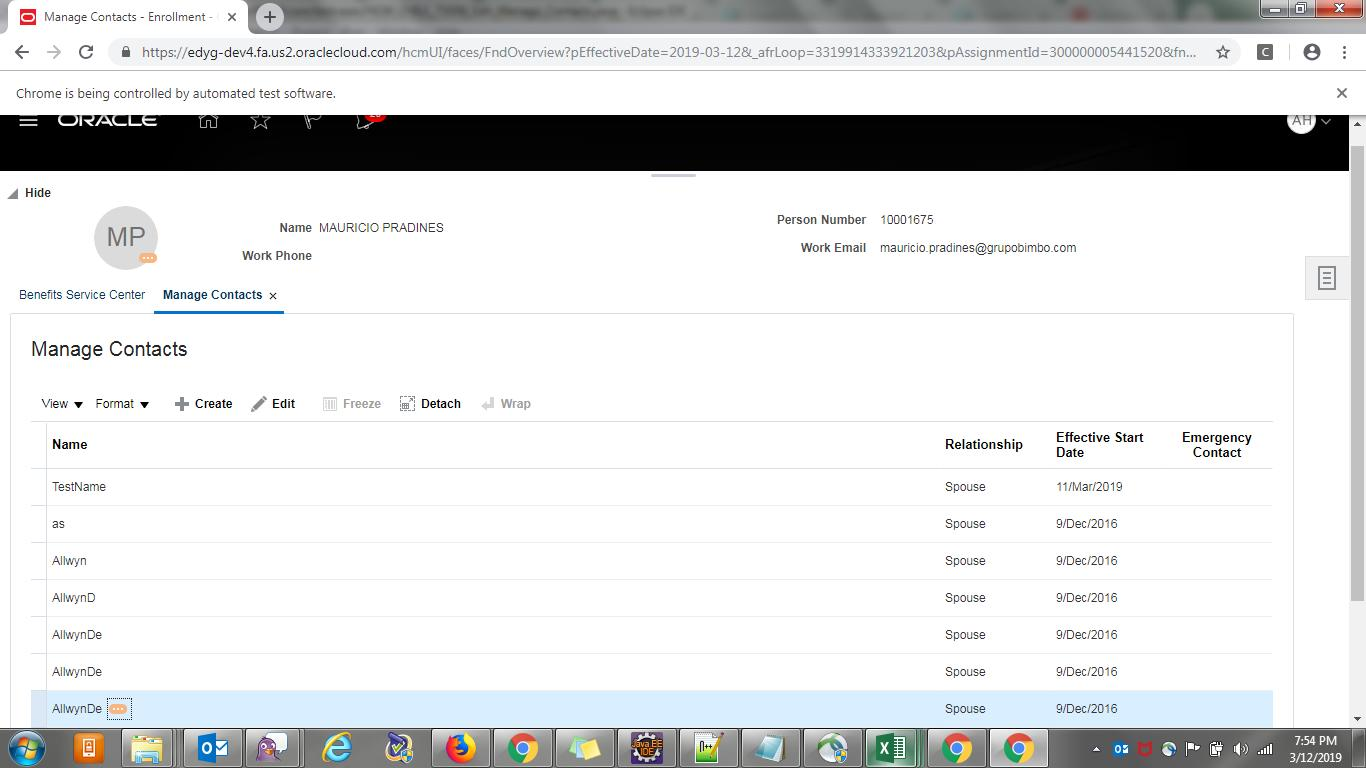 Manage Contacts - Enrollment -
https://edyg-dev4.fa.us2.oraclecloud.com/hcmUI/faces/FndOverview?pEffectiveDate=2019-03-12&_afrLoop=3319914333921203&pAssignmentId=300000005441520&fn...
C
Chrome is being controlled by automated test software.
ORACLE
AH
Hide
MP
Name MAURICIO PRADINES
Person Number 10001675
Work Phone
Work Email mauricio.pradines@grupobimbo.com
Benefits Service Center Manage Contacts
Manage Contacts
View Format Create Edit Freeze Detach Wrap
Name Relationship Effective Start Date Emergency Contact
TestName Spouse 11/Mar/2019
as Spouse 9/Dec/2016
Allwyn Spouse 9/Dec/2016
AllwynD Spouse 9/Dec/2016
AllwynDe Spouse 9/Dec/2016
AllwynDe Spouse 9/Dec/2016
AllwynDe Spouse 9/Dec/2016
Java EE
IDE
7:54 PM
3/12/2019